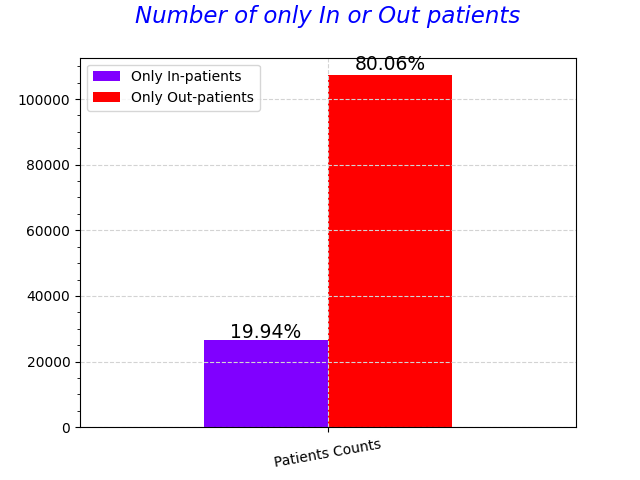 Number of only In or Out patients
80.06%
Only In-patients
Only Out-patients
100000
80000
60000
40000
19.94%
20000
0
Patients Counts